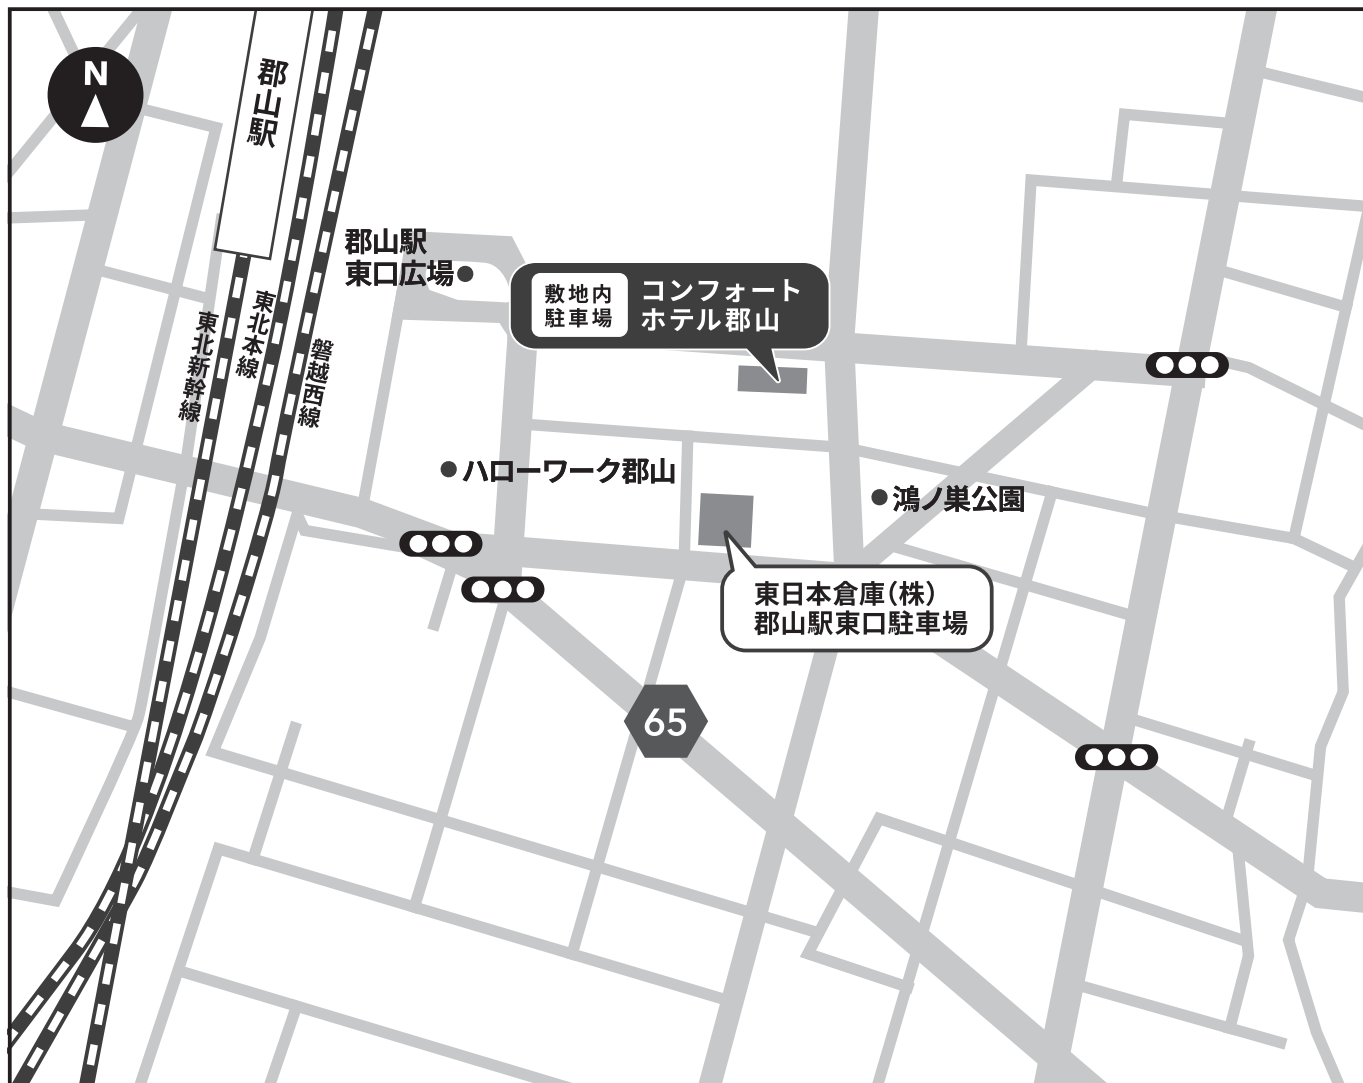 N
郡山駅
郡山駅
東口広場
敷地内
駐車場
コンフォート
ホテル郡山
東北新幹線
東北本線
磐越西線
ハローワーク郡山
鴻ノ巣公園
東日本倉庫(株)
郡山駅東口駐車場
65